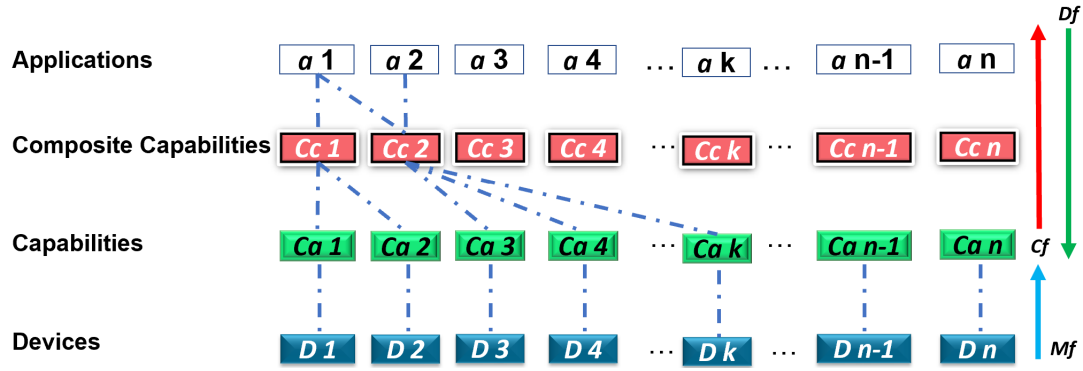 Df
Applications a 1 a 2 a 3 a 4 ... a k ... a n-1 a n
Composite Capabilities Cc 1 Cc 2 Cc 3 Cc 4 ... Cc k ... Cc n-1 Cc n
Capabilities Ca 1 Ca 2 Ca 3 Ca 4 ... Ca k ... Ca n-1 Ca n Cf
Devices D 1 D 2 D 3 D 4 ... D k ... D n-1 D n Mf